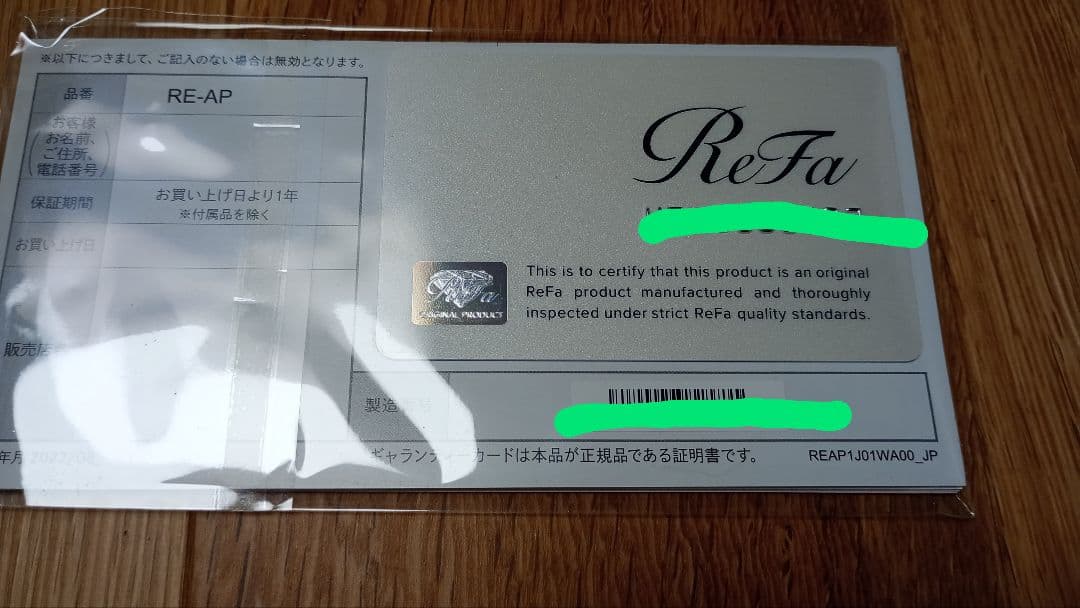 ※以下につきまして、ご記入のない場合は無効となります。
品番
RE-AP
お客様
お名前、
ご住所、
電話番号
保証期間
お買い上げ日より1年
※付属品を除く
お買い上げ日
販売店
ReFa
ReFa
ORIGINAL PRODUCT
This is to certify that this product is an original
ReFa product manufactured and thoroughly
inspected under strict ReFa quality standards.
製造番号
年月
ギャランティーカードは本品が正規品である証明書です。
REAP1J01WA00_JP